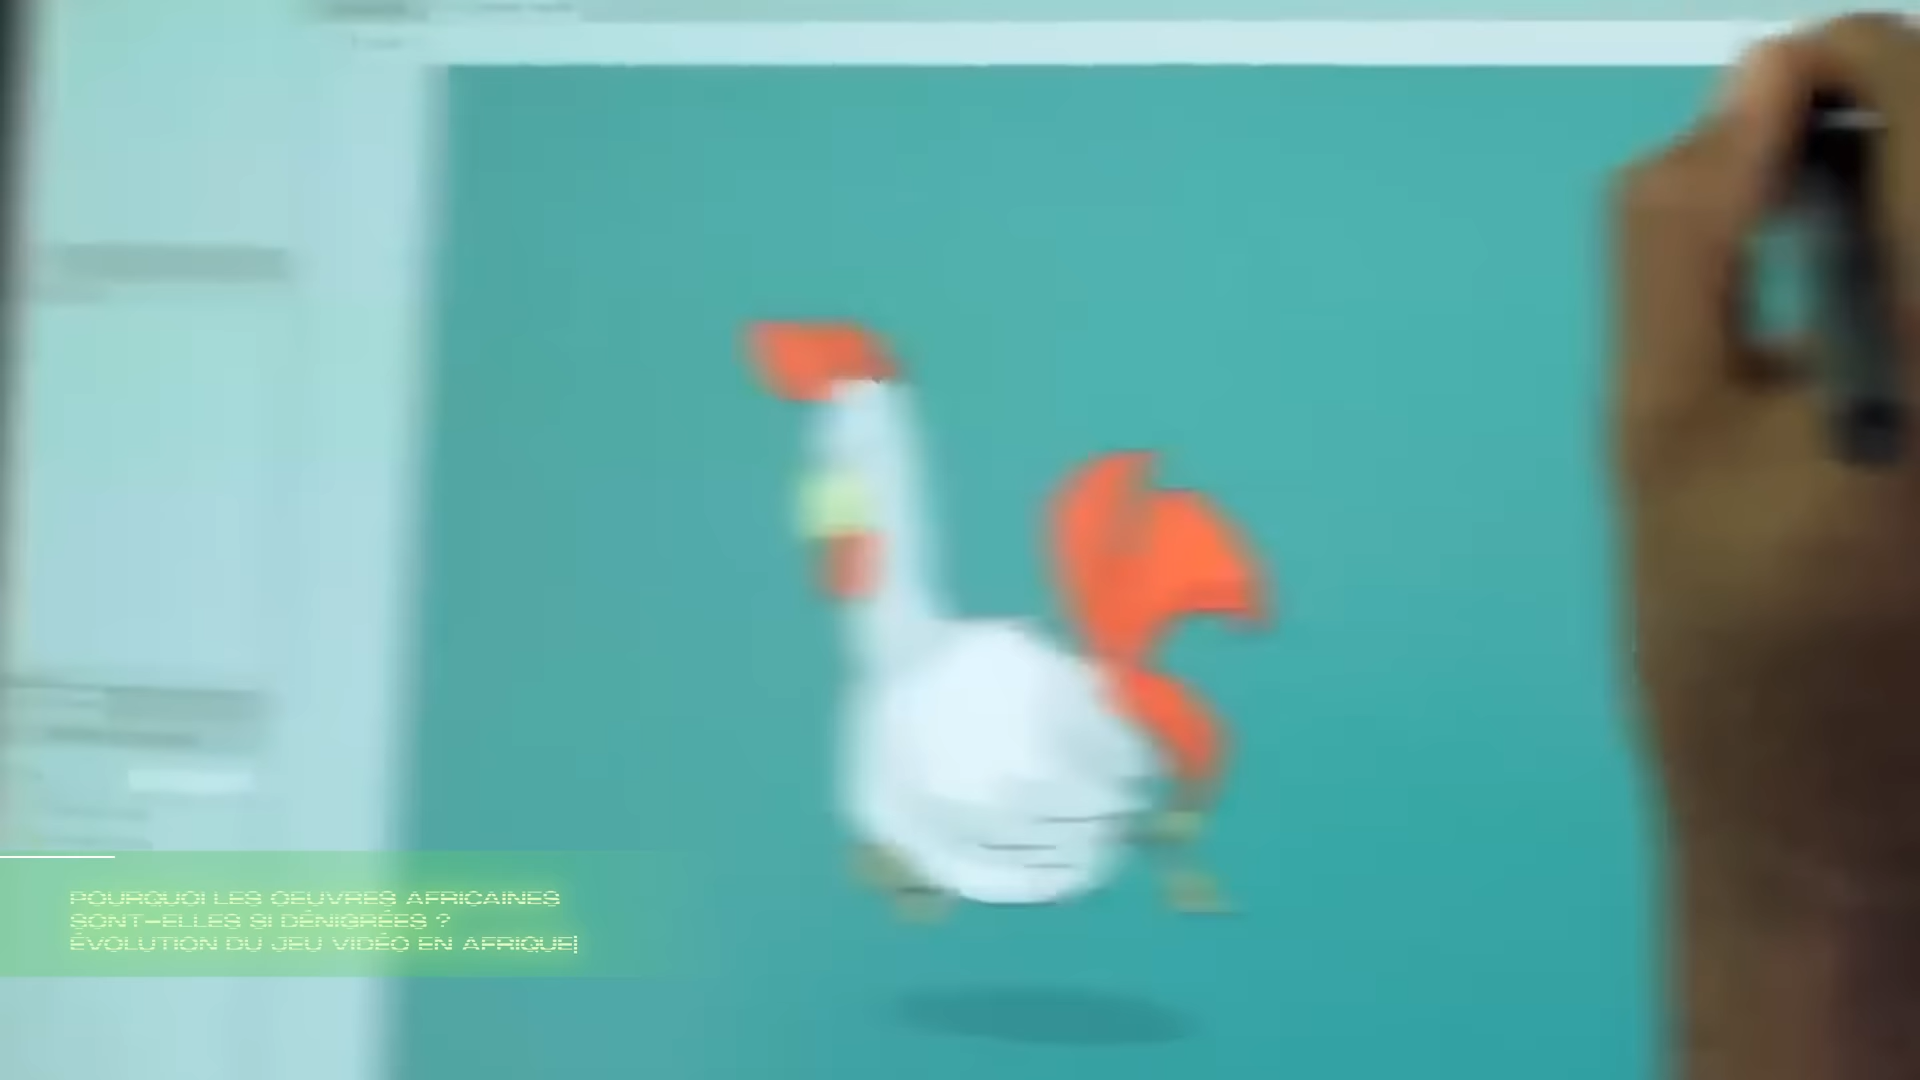 POURQUOI LES OEUVRES AFRICAINES
SONT-ELLES SI DÉNIGRÉES ?
ÉVOLUTION DU JEU VIDÉO EN AFRIQUE